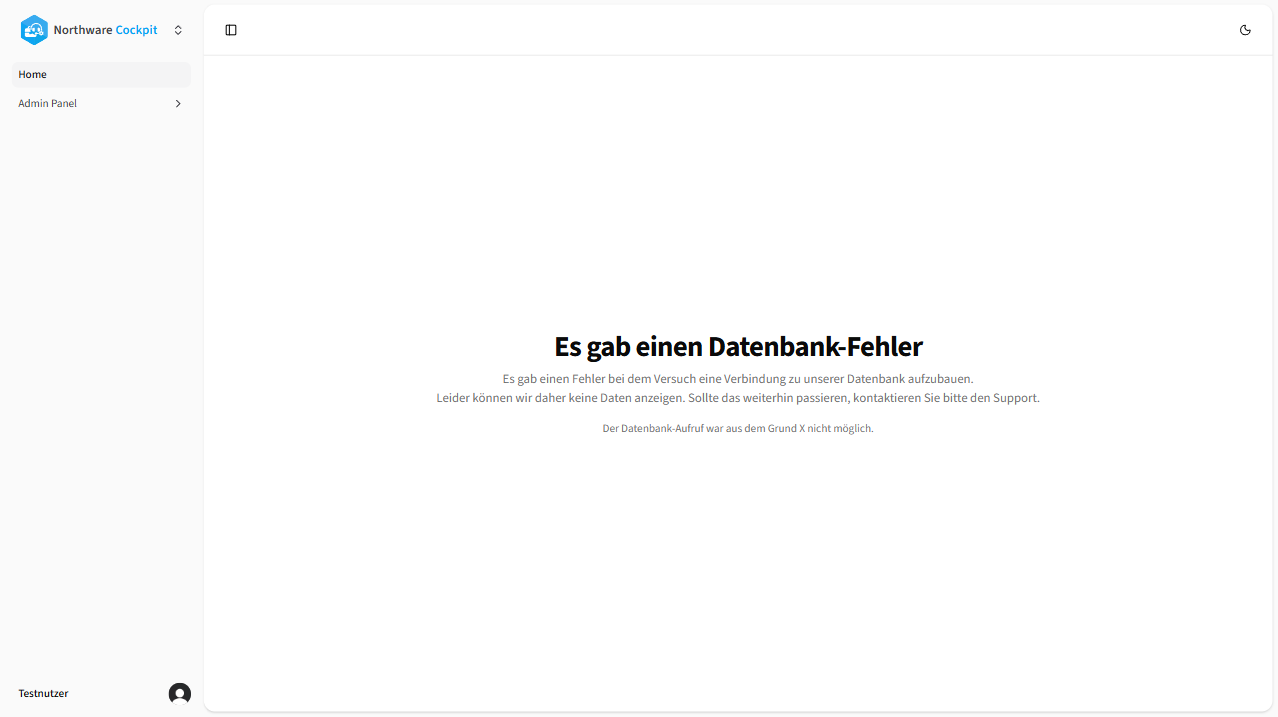 Northware Cockpit
Home
Admin Panel
Es gab einen Datenbank-Fehler
Es gab einen Fehler bei dem Versuch eine Verbindung zu unserer Datenbank aufzubauen.
Leider können wir daher keine Daten anzeigen. Sollte das weiterhin passieren, kontaktieren Sie bitte den Support.
Der Datenbank-Aufruf war aus dem Grund X nicht möglich.
Testnutzer